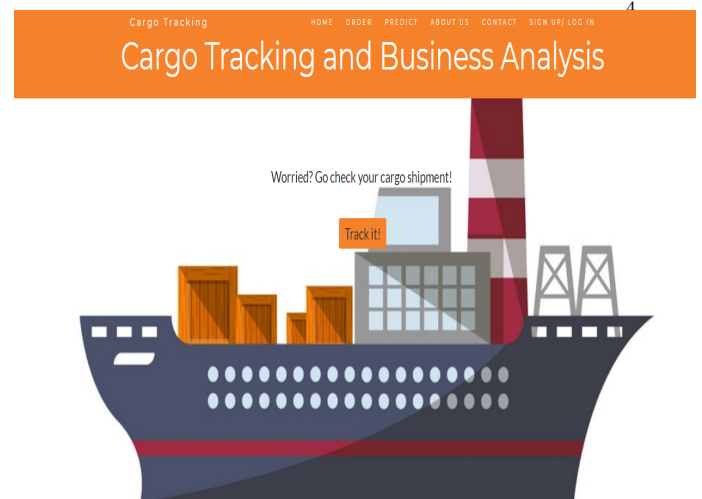 4
Cargo Tracking HOME ORDER PREDICT ABOUT US CONTACT SIGN UP/ LOG IN
Cargo Tracking and Business Analysis
Worried? Go check your cargo shipment!
Track it!